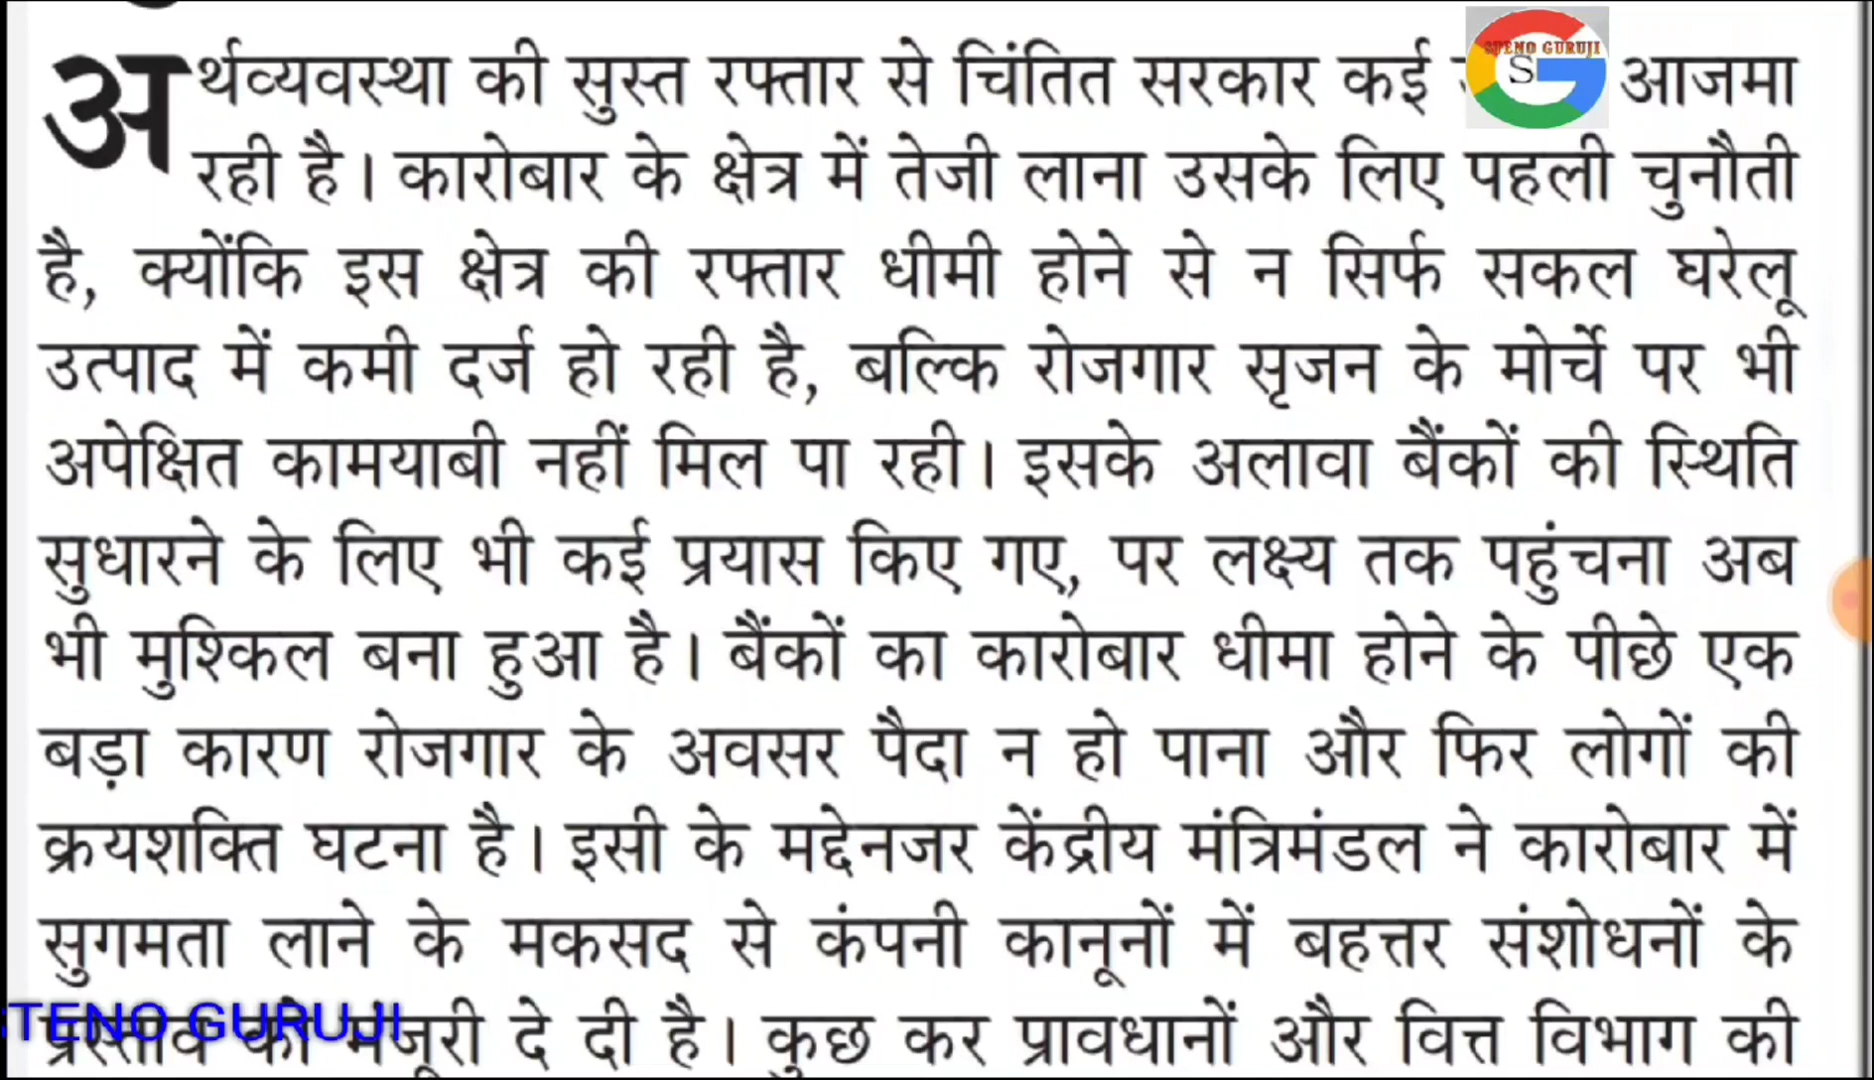 अर्थव्यवस्था की सुस्त रफ्तार से चिंतित सरकार कई आजमा
STENO GURUJI
S
रही है। कारोबार के क्षेत्र में तेजी लाना उसके लिए पहली चुनौती
है, क्योंकि इस क्षेत्र की रफ्तार धीमी होने से न सिर्फ सकल घरेलू
उत्पाद में कमी दर्ज हो रही है, बल्कि रोजगार सृजन के मोर्चे पर भी
अपेक्षित कामयाबी नहीं मिल पा रही। इसके अलावा बैंकों की स्थिति
सुधारने के लिए भी कई प्रयास किए गए, पर लक्ष्य तक पहुंचना अब
भी मुश्किल बना हुआ है। बैंकों का कारोबार धीमा होने के पीछे एक
बड़ा कारण रोजगार के अवसर पैदा न हो पाना और फिर लोगों की
क्रयशक्ति घटना है। इसी के मद्देनजर केंद्रीय मंत्रिमंडल ने कारोबार में
सुगमता लाने के मकसद से कंपनी कानूनों में बहत्तर संशोधनों के
प्रस्ताव को मंजूरी दे दी है। कुछ कर प्रावधानों और वित्त विभाग की
STENO GURUJI